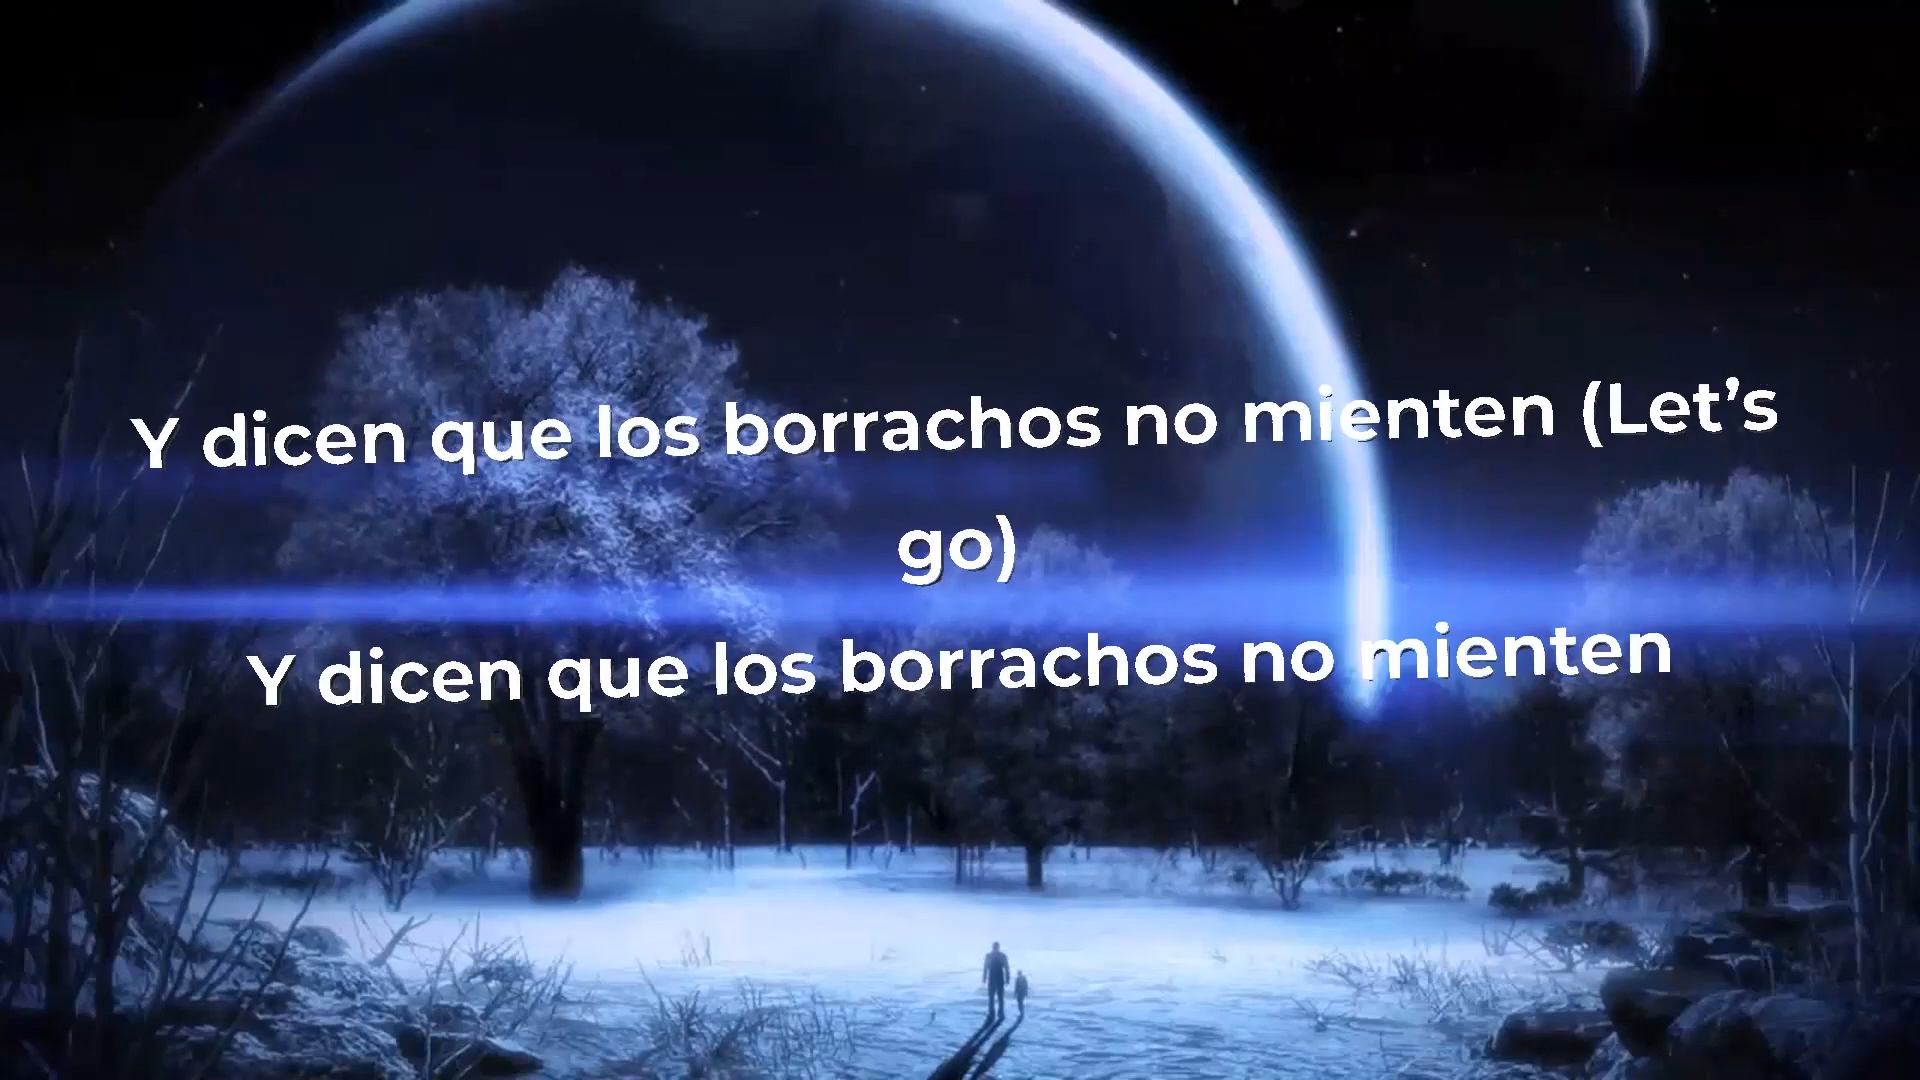 Y dicen que los borrachos no mienten (Let’s
go)
Y dicen que los borrachos no mienten